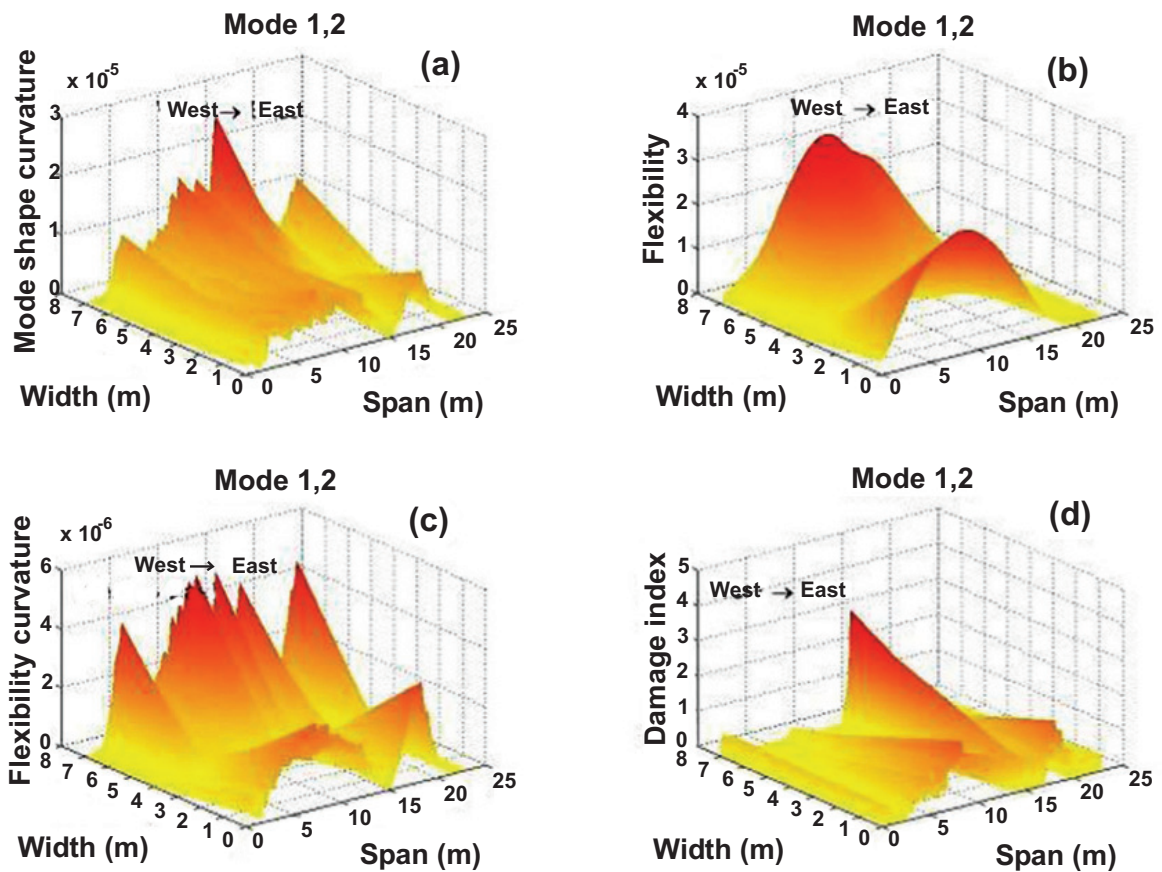 Mode 1,2
(a)
x 10-5
West → East
Mode shape curvature
3
2
1
0
8
7
6
5
4
3
2
1
0
0
5
10
15
20
25
Width (m)
Span (m)
Mode 1,2
(b)
x 10-5
West → East
Flexibility
4
3
2
1
0
8
7
6
5
4
3
2
1
0
0
5
10
15
20
25
Width (m)
Span (m)
Mode 1,2
(c)
x 10-6
West → East
Flexibility curvature
6
4
2
0
8
7
6
5
4
3
2
1
0
0
5
10
15
20
25
Width (m)
Span (m)
Mode 1,2
(d)
West → East
Damage index
5
4
3
2
1
0
8
7
6
5
4
3
2
1
0
0
5
10
15
20
25
Width (m)
Span (m)